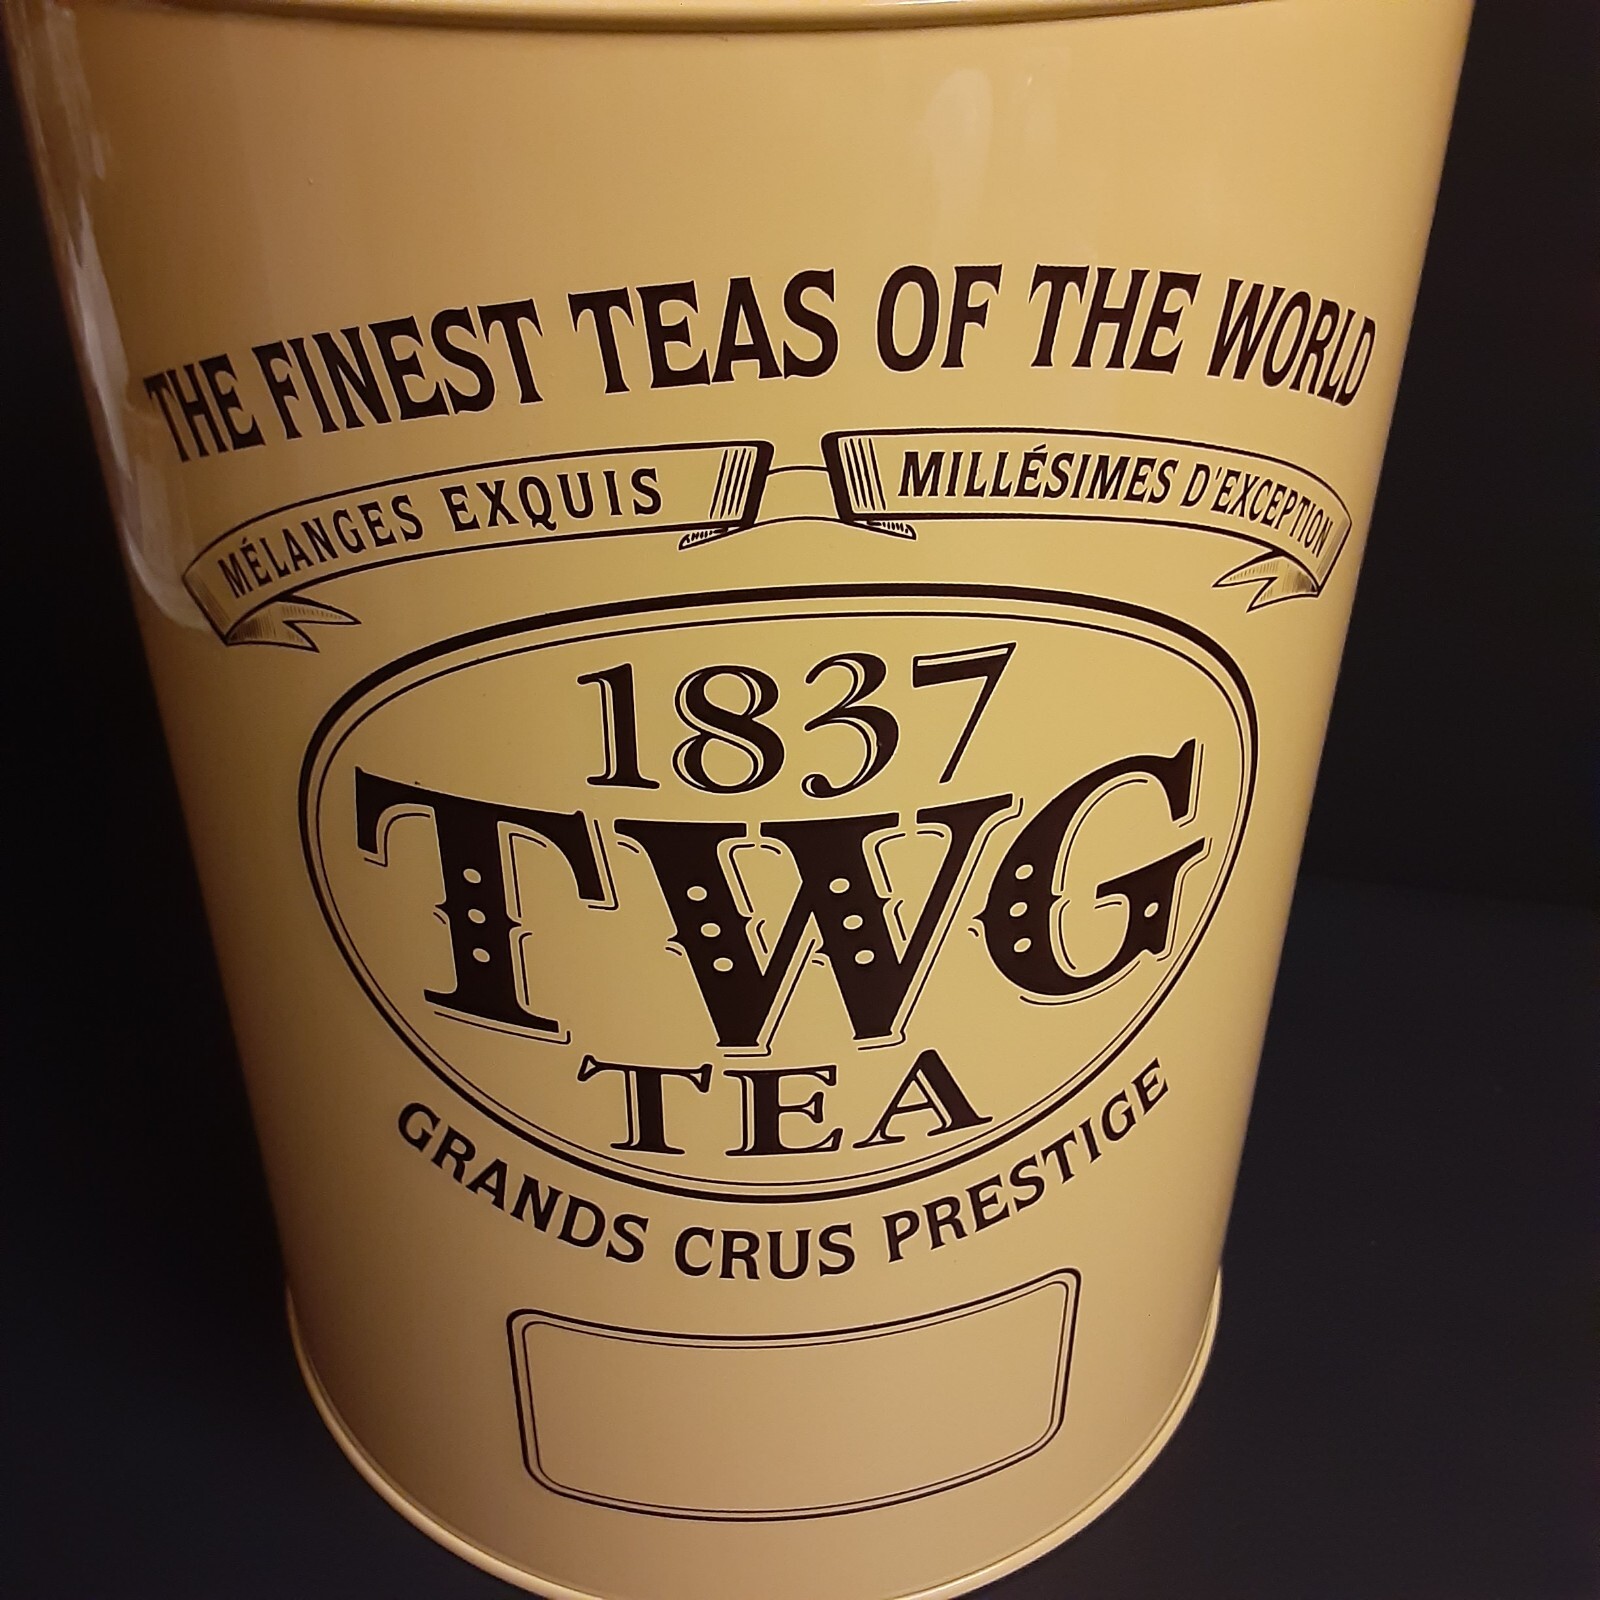 THE FINEST TEAS OF THE WORLD
MÉLANGES EXQUIS
MILLÉSIMES D'EXCEPTION
1837
TWG
TEA
GRANDS CRUS PRESTIGE